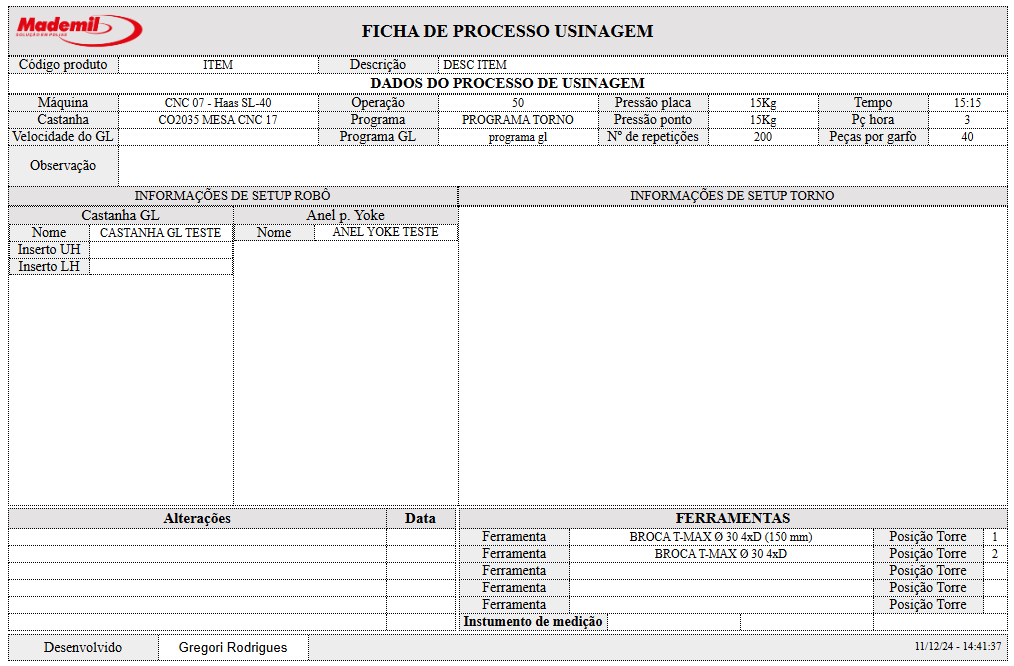 Mademil
SOLUÇÃO EM POLIAS
FICHA DE PROCESSO USINAGEM
Código produto ITEM Descrição DESC ITEM
DADOS DO PROCESSO DE USINAGEM
Máquina CNC 07 - Haas SL-40 Operação 50 Pressão placa 15Kg Tempo 15:15
Castanha CO2035 MESA CNC 17 Programa PROGRAMA TORNO Pressão ponto 15Kg Pç hora 3
Velocidade do GL Programa GL programa gl Nº de repetições 200 Peças por garfo 40
Observação
INFORMAÇÕES DE SETUP ROBÔ INFORMAÇÕES DE SETUP TORNO
Castanha GL Anel p. Yoke
Nome CASTANHA GL TESTE Nome ANEL YOKE TESTE
Inserto UH
Inserto LH
Alterações Data FERRAMENTAS
Ferramenta BROCA T-MAX Ø 30 4xD (150 mm) Posição Torre 1
Ferramenta BROCA T-MAX Ø 30 4xD Posição Torre 2
Ferramenta Posição Torre
Ferramenta Posição Torre
Ferramenta Posição Torre
Instumento de medição
Desenvolvido Gregori Rodrigues 11/12/24 - 14:41:37